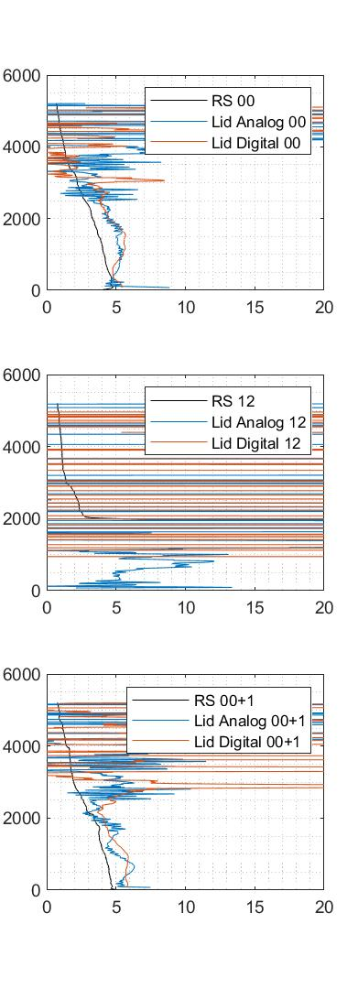 6000
4000
2000
0
0 5 10 15 20
RS 00
Lid Analog 00
Lid Digital 00
6000
4000
2000
0
0 5 10 15 20
RS 12
Lid Analog 12
Lid Digital 12
6000
4000
2000
0
0 5 10 15 20
RS 00+1
Lid Analog 00+1
Lid Digital 00+1